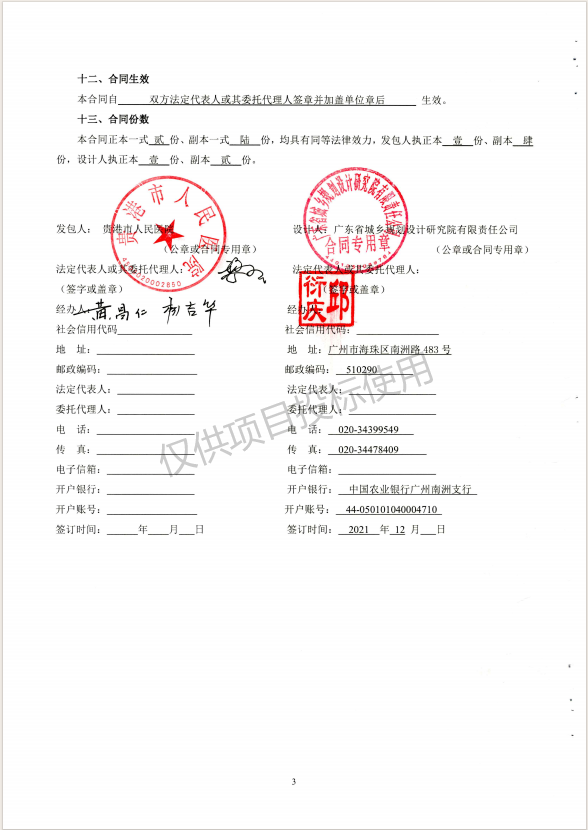 十二、合同生效
本合同自 双方法定代表人或其委托代理人签章并加盖单位章后 生效。
十三、合同份数
本合同正本一式 贰 份、副本一式 陆 份，均具有同等法律效力，发包人执正本 壹 份、副本 肆
份，设计人执正本 壹 份、副本 贰 份。
发包人： 贵港市人民医院
（公章或合同专用章）
法定代表人或其委托代理人：
（签字或盖章）
经办人： 黄昌仁
社会信用代码
地 址：
邮政编码：
法定代表人：
委托代理人：
电 话：
传 真：
电子信箱：
开户银行：
开户账号：
签订时间： 年 月 日
设计人：广东省城乡规划设计研究院有限责任公司
（公章或合同专用章）
法定代表人或其委托代理人：
（签字或盖章）
经办人：
社会信用代码：
地 址：广州市海珠区南洲路 483 号
邮政编码： 510290
法定代表人：
委托代理人：
电 话： 020-34399549
传 真： 020-34478409
电子信箱：
开户银行： 中国农业银行广州南洲支行
开户账号： 44-050101040004710
签订时间： 2021 年 12 月 日
贵港市人民医院
广东省城乡规划设计研究院有限责任公司
合同专用章
邱衍庆
仅供项目投标使用
3